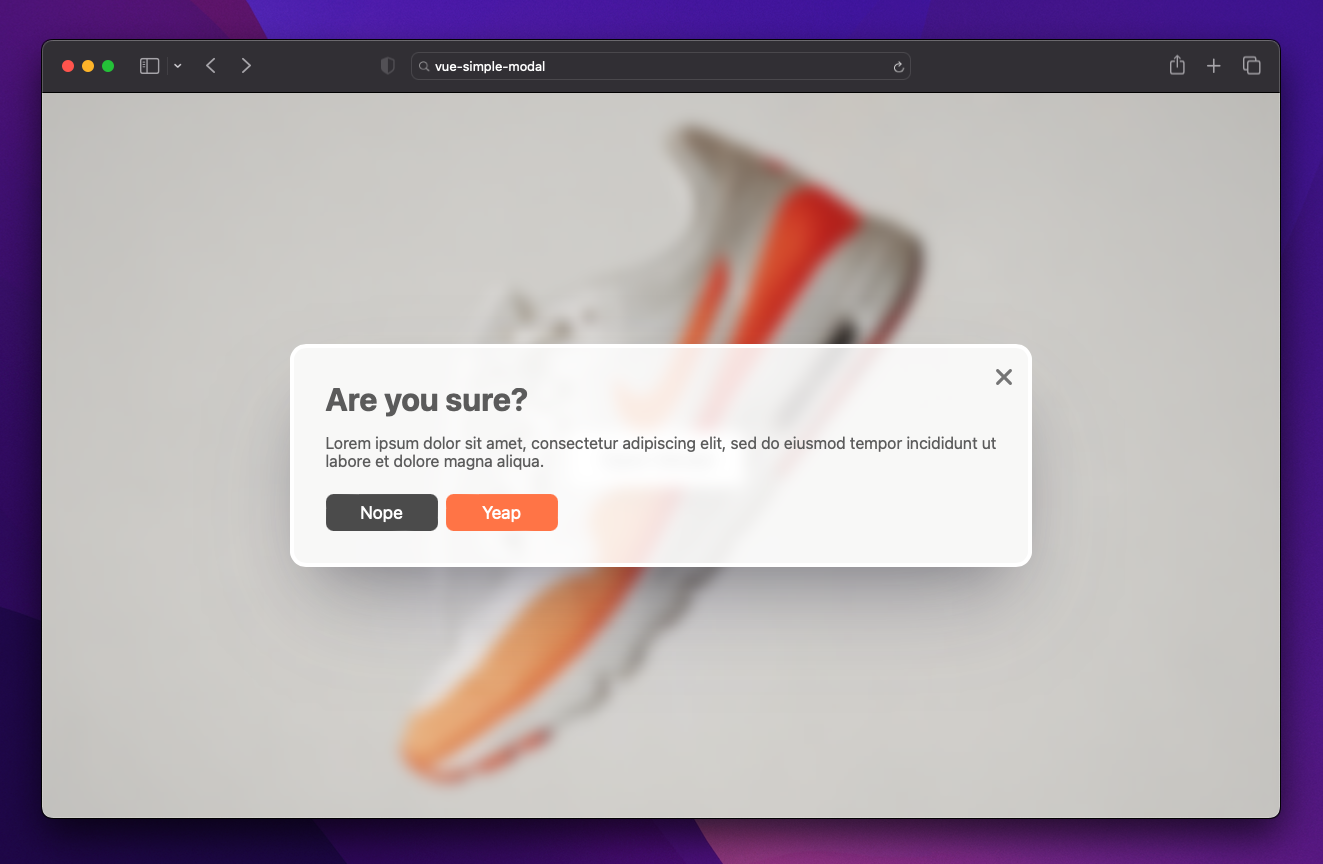 vue-simple-modal
Are you sure?
Lorem ipsum dolor sit amet, consectetur adipiscing elit, sed do eiusmod tempor incididunt ut
labore et dolore magna aliqua.
Nope
Yeap